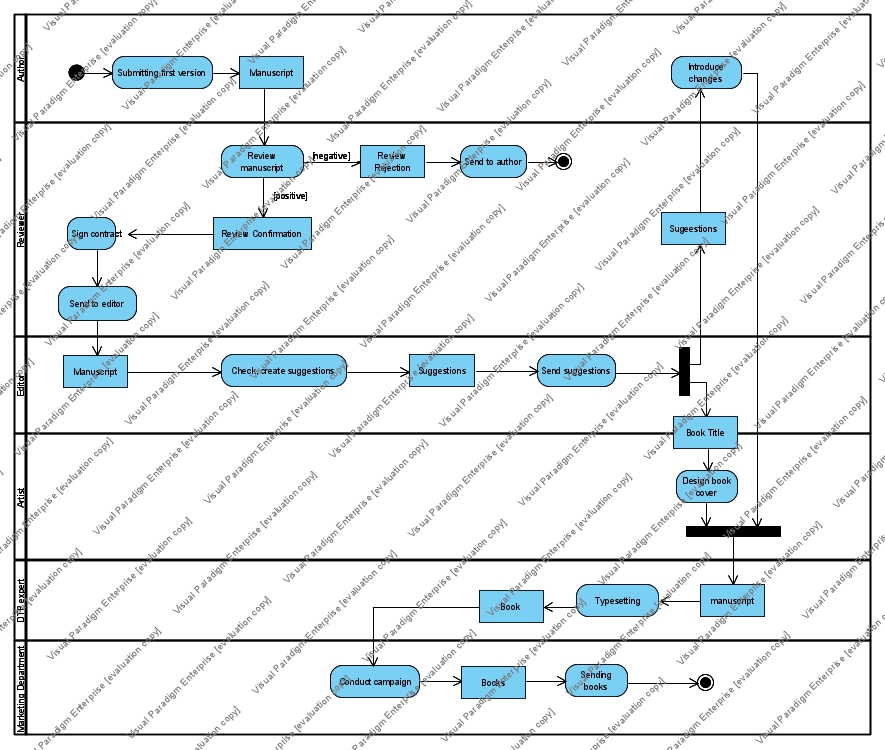 Author
Submitting first version
Manuscript
Introduce
changes
Reviewer
Review
manuscript
[negative]
Review
Rejection
Send to author
[positive]
Sign contract
Review Confirmation
Sugeestions
Send to editor
Editor
Manuscript
Check, create suggestions
Suggestions
Send suggestions
Book Title
Artist
Design book
cover
DTP expert
Book
Typesetting
manuscript
Marketing Department
Conduct campaign
Books
Sending
books
Visual Paradigm Enterprise [evaluation copy]